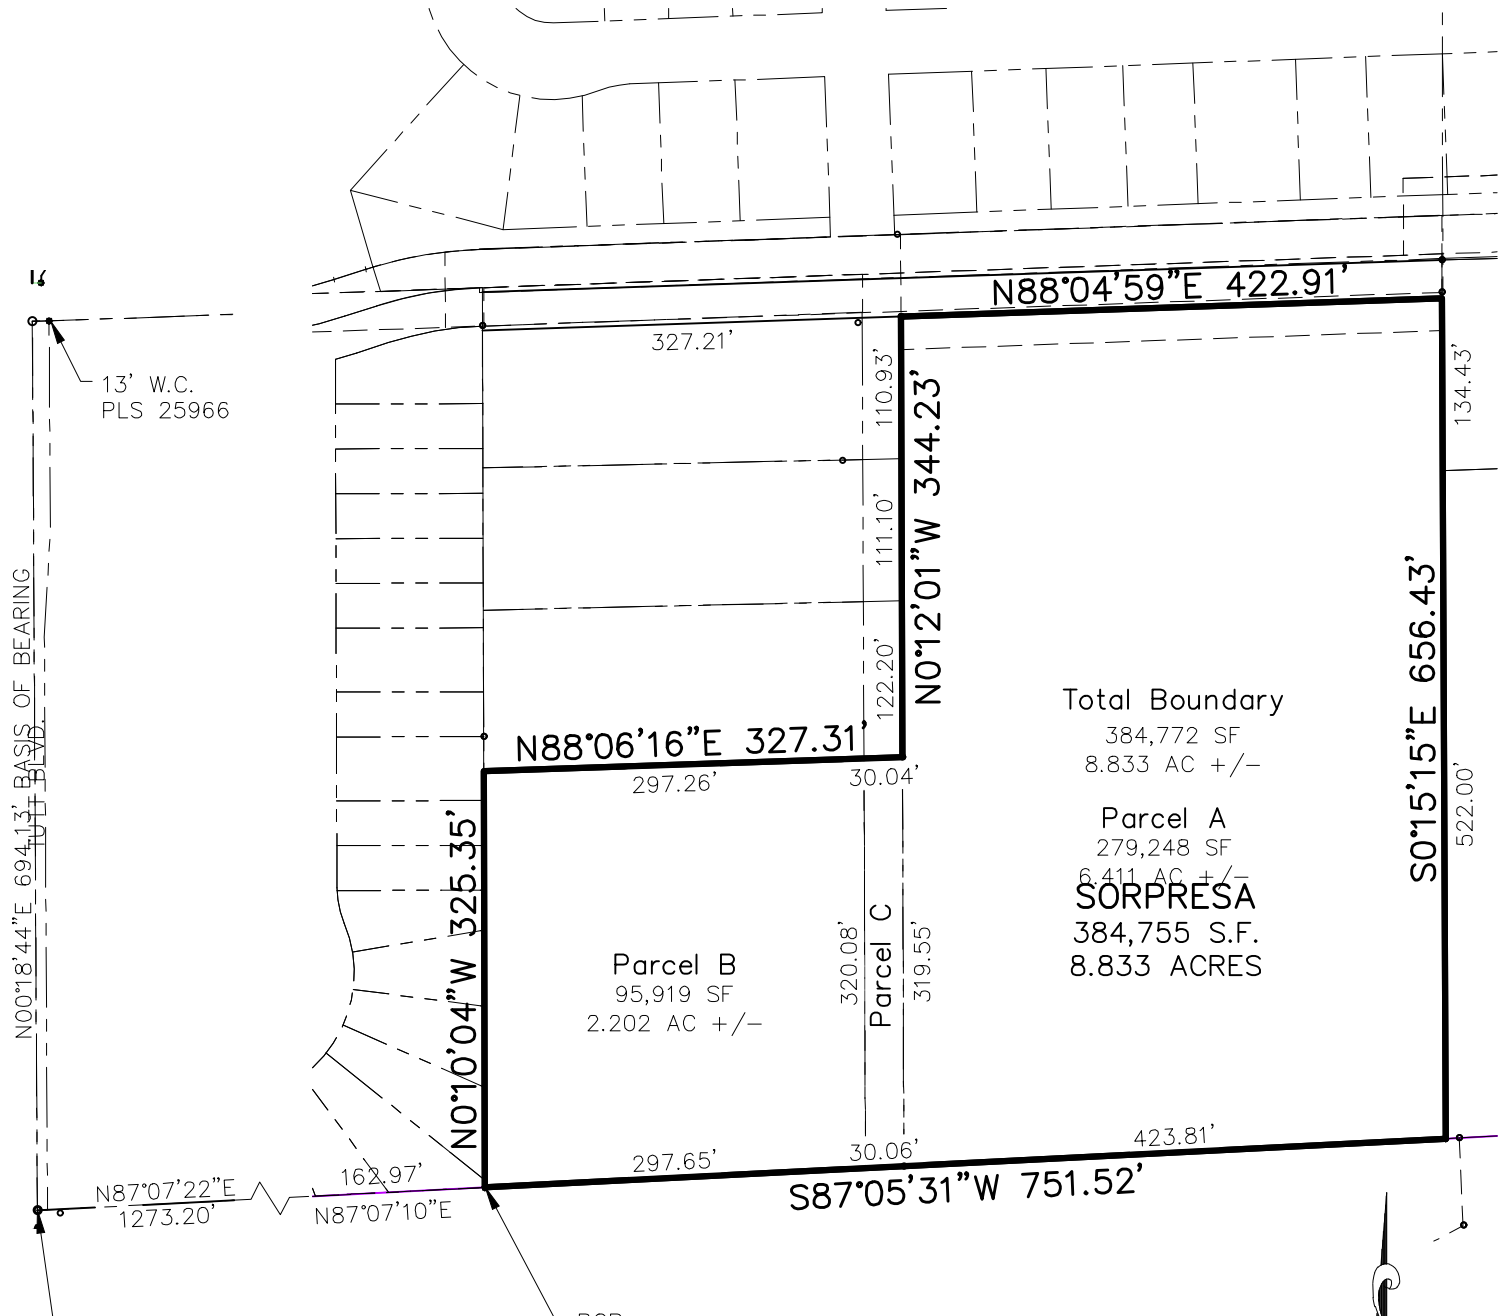 N88°04'59"E 422.91'
327.21'
13' W.C.
PLS 25966
110.93'
N0°12'01"W 344.23'
134.43'
111.10'
122.20'
N00°18'44"E 694.13' BASIS OF BEARING
BLVD.
S0°15'15"E 656.43'
522.00'
Total Boundary
384,772 SF
8.833 AC +/-
N88°06'16"E 327.31'
297.26'
30.04'
Parcel A
279,248 SF
6.411 AC +/-
SORPRESA
384,755 S.F.
8.833 ACRES
N0°10'04"W 325.35'
Parcel B
95,919 SF
2.202 AC +/-
320.08'
Parcel C
319.55'
297.65'
30.06'
423.81'
S87°05'31"W 751.52'
162.97'
N87°07'10"E
N87°07'22"E
1273.20'